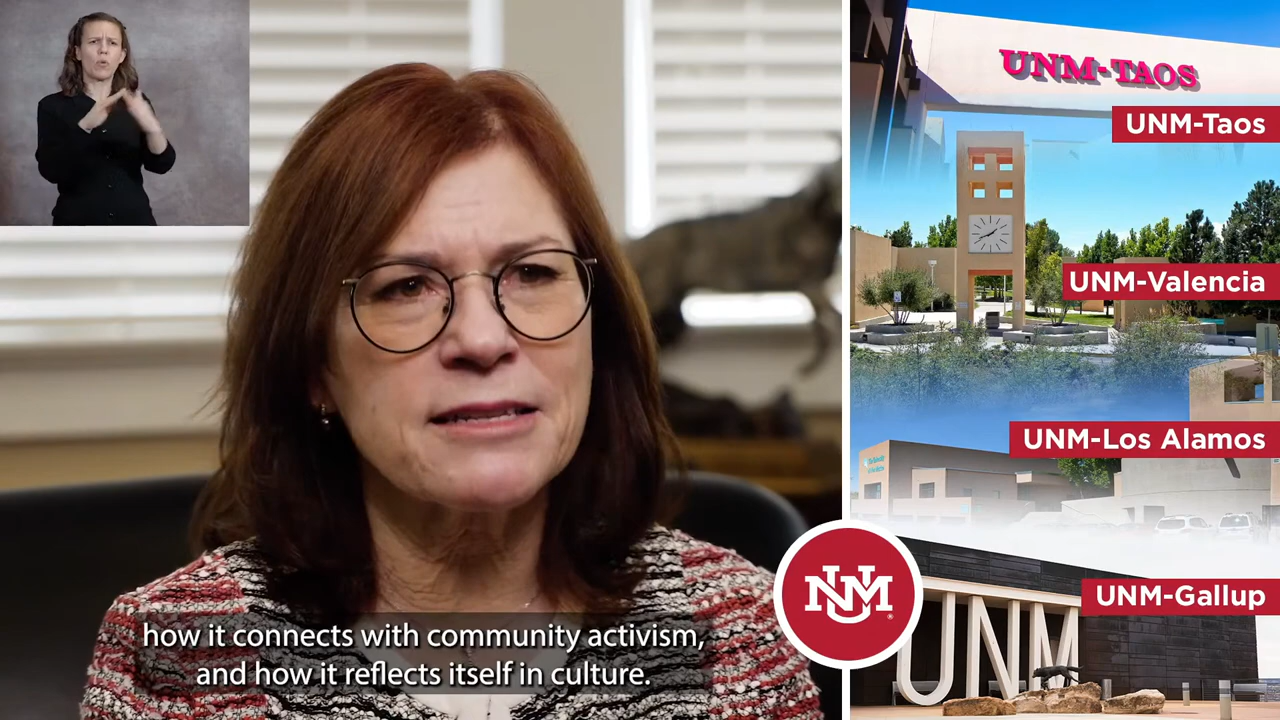 how it connects with community activism,
and how it reflects itself in culture.
UNM-TAOS
UNM-Taos
UNM-Valencia
UNM-Los Alamos
UNM
UNM-Gallup
UNM